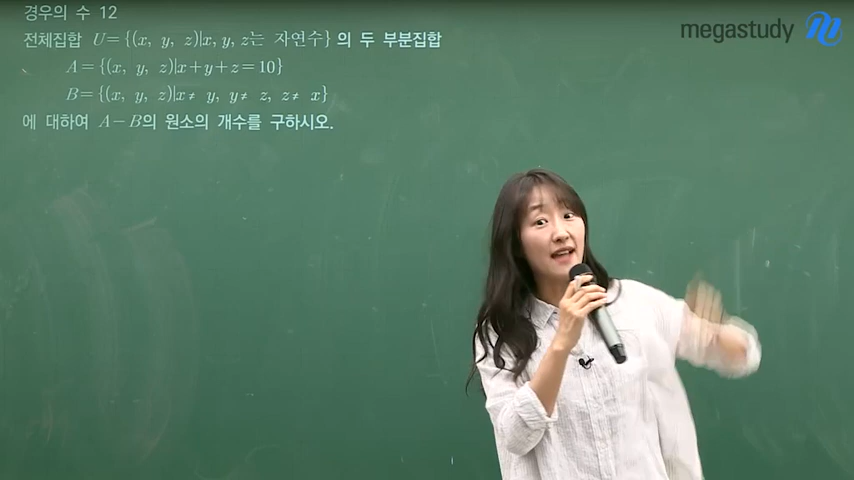 경우의 수 12
megastudy
전체집합 U={(x, y, z)|x, y, z는 자연수}의 두 부분집합
A={(x, y, z)|x+y+z=10}
B={(x, y, z)|x≠ y, y≠ z, z≠ x}
에 대하여 A-B의 원소의 개수를 구하시오.